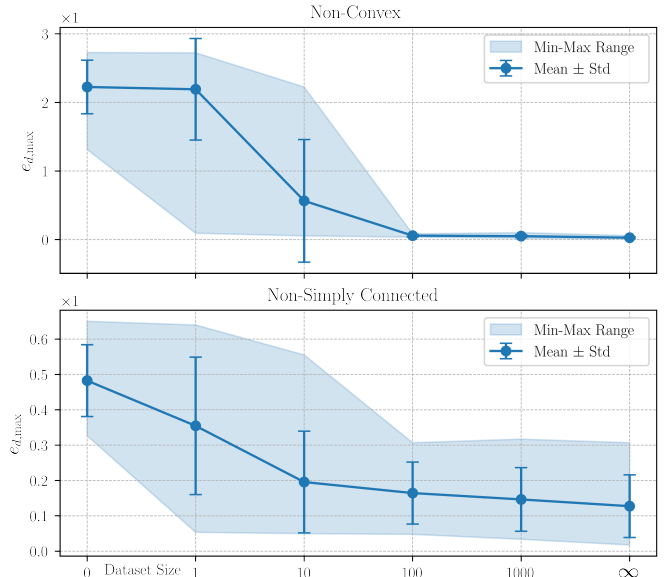 Non-Convex
×1
3
2
1
0
e_{d,max}
Min-Max Range
Mean ± Std
Non-Simply Connected
×1
0.6
0.5
0.4
0.3
0.2
0.1
0.0
e_{d,max}
Min-Max Range
Mean ± Std
0 Dataset Size 1 10 100 1000 ∞